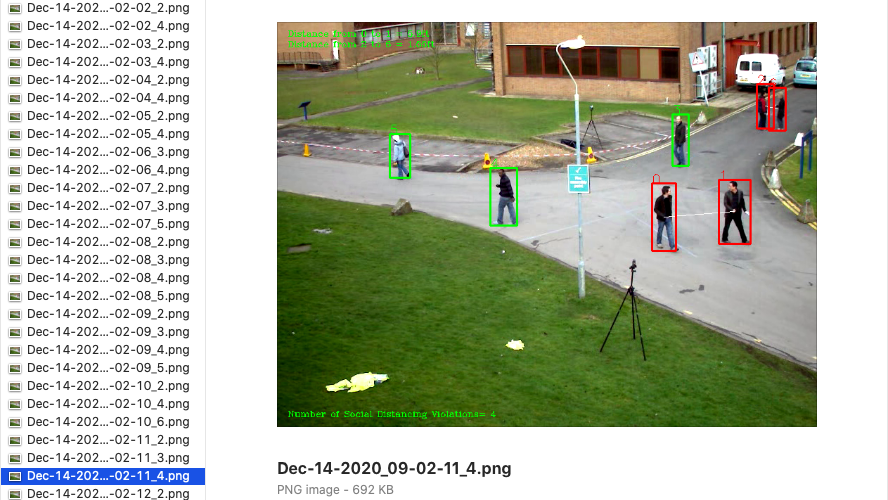 Dec-14-202...-02-02_2.png
Dec-14-202...-02-02_4.png
Dec-14-202...-02-03_2.png
Dec-14-202...-02-03_4.png
Dec-14-202...-02-04_2.png
Dec-14-202...-02-04_4.png
Dec-14-202...-02-05_2.png
Dec-14-202...-02-05_4.png
Dec-14-202...-02-06_3.png
Dec-14-202...-02-06_4.png
Dec-14-202...-02-07_2.png
Dec-14-202...-02-07_3.png
Dec-14-202...-02-07_5.png
Dec-14-202...-02-08_2.png
Dec-14-202...-02-08_3.png
Dec-14-202...-02-08_4.png
Dec-14-202...-02-08_5.png
Dec-14-202...-02-09_2.png
Dec-14-202...-02-09_3.png
Dec-14-202...-02-09_4.png
Dec-14-202...-02-09_5.png
Dec-14-202...-02-10_2.png
Dec-14-202...-02-10_4.png
Dec-14-202...-02-10_6.png
Dec-14-202...-02-11_2.png
Dec-14-202...-02-11_3.png
Dec-14-202...-02-11_4.png
Dec-14-202...-02-12_2.png
Distance from
Distance from
Number of Social Distancing Violations= 4
Dec-14-2020_09-02-11_4.png
PNG image - 692 KB